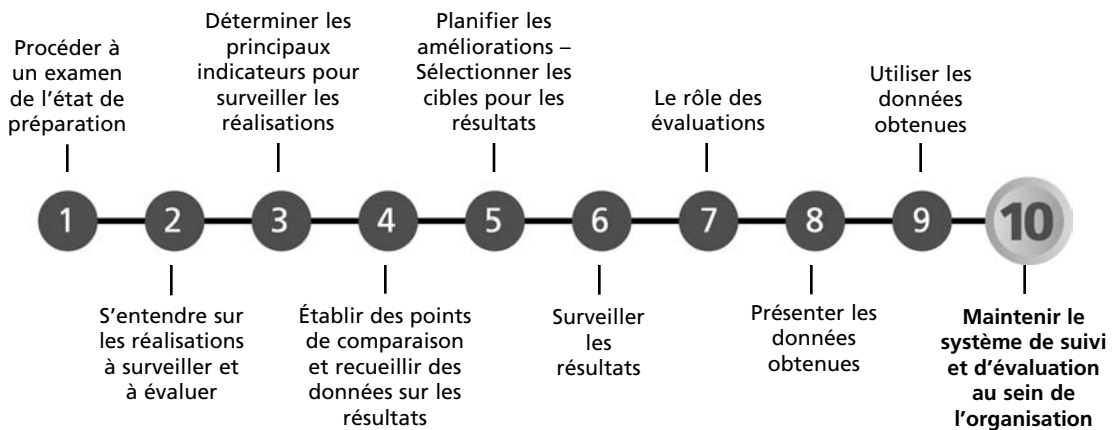 Procéder à
un examen
de l’état de
préparation
Déterminer les
principaux
indicateurs pour
surveiller les
réalisations
Planifier les
améliorations –
Sélectionner les
cibles pour les
résultats
Le rôle des
évaluations
Utiliser les
données
obtenues
1
2
3
4
5
6
7
8
9
10
S’entendre sur
les réalisations
à surveiller et
à évaluer
Établir des points
de comparaison
et recueillir des
données sur les
résultats
Surveiller
les
résultats
Présenter les
données
obtenues
Maintenir le
système de suivi
et d’évaluation
au sein de
l’organisation